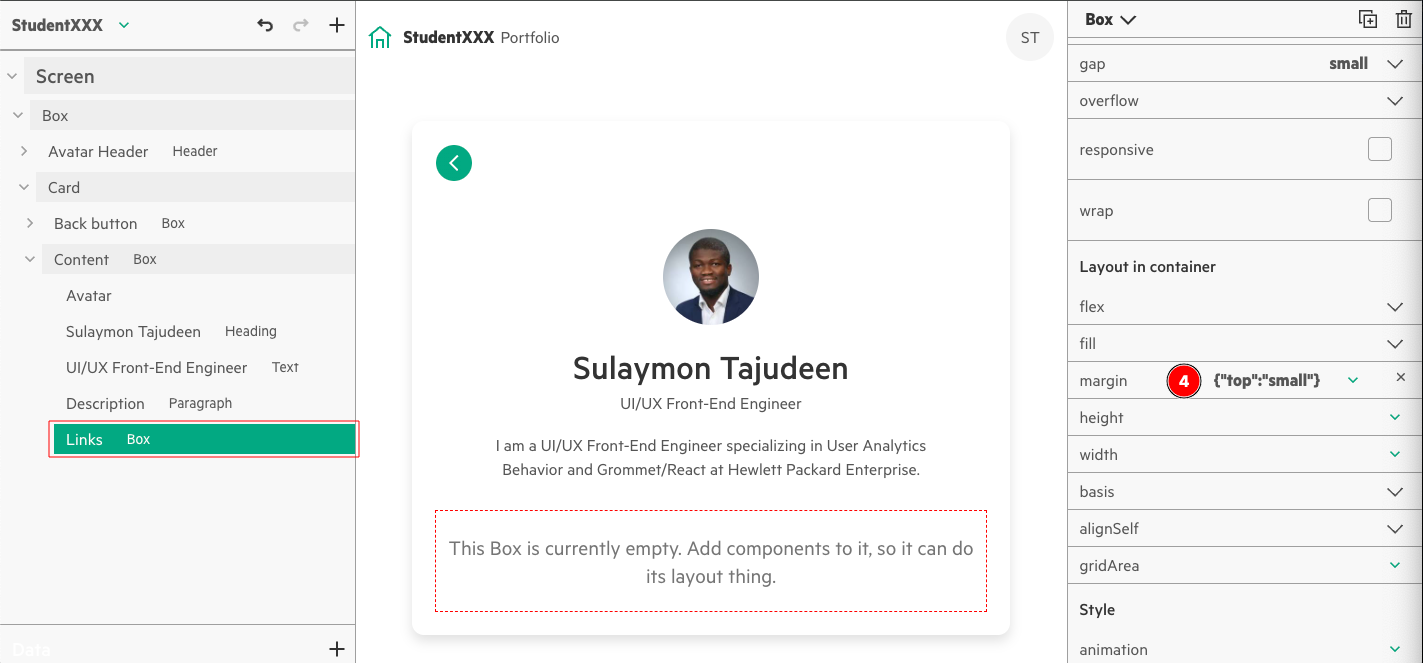 StudentXXX
Screen
Box
Avatar Header Header
Card
Back button Box
Content Box
Avatar
Sulaymon Tajudeen Heading
UI/UX Front-End Engineer Text
Description Paragraph
Links Box
Data
StudentXXX Portfolio
ST
Sulaymon Tajudeen
UI/UX Front-End Engineer
I am a UI/UX Front-End Engineer specializing in User Analytics
Behavior and Grommet/React at Hewlett Packard Enterprise.
This Box is currently empty. Add components to it, so it can do
its layout thing.
Box
gap small
overflow
responsive
wrap
Layout in container
flex
fill
margin 4 {"top":"small"}
height
width
basis
alignSelf
gridArea
Style
animation